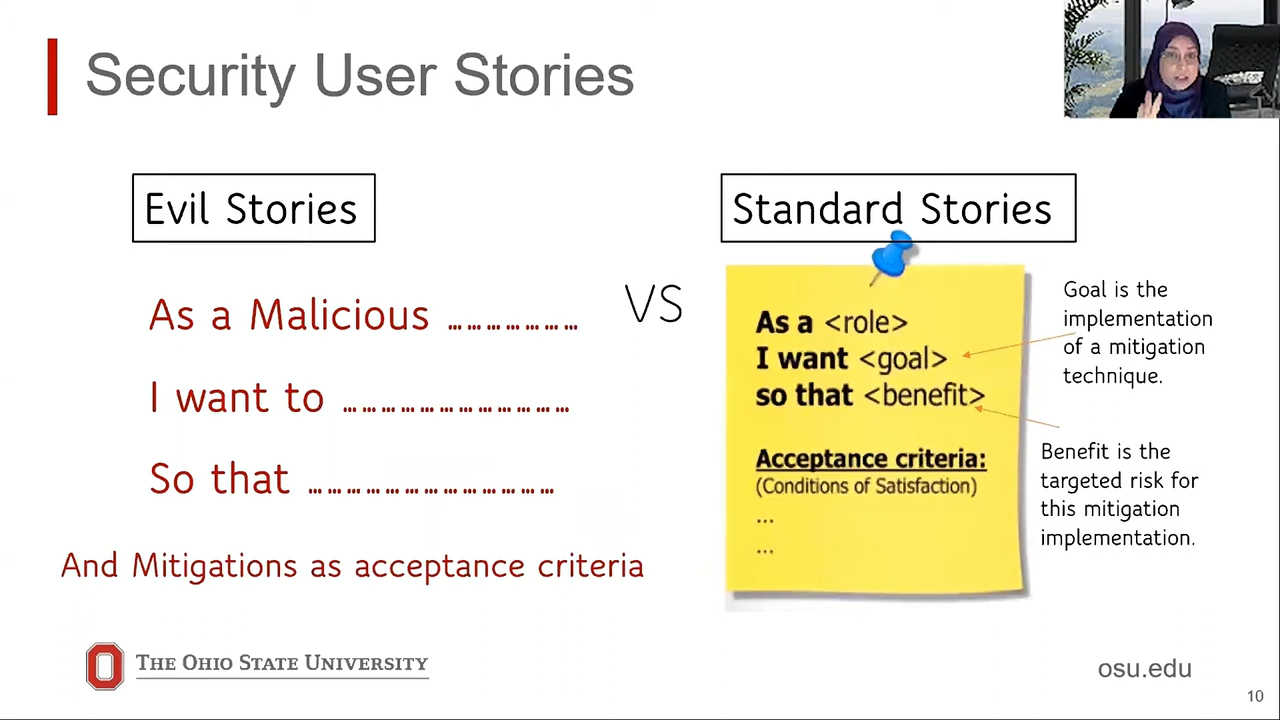 Security User Stories
Evil Stories
As a Malicious ……………………
I want to ………………………………
So that …………………………………
And Mitigations as acceptance criteria
VS
Standard Stories
As a <role>
I want <goal>
so that <benefit>
Acceptance criteria:
(Conditions of Satisfaction)
...
...
Goal is the
implementation
of a mitigation
technique.
Benefit is the
targeted risk for
this mitigation
implementation.
THE OHIO STATE UNIVERSITY
osu.edu
10